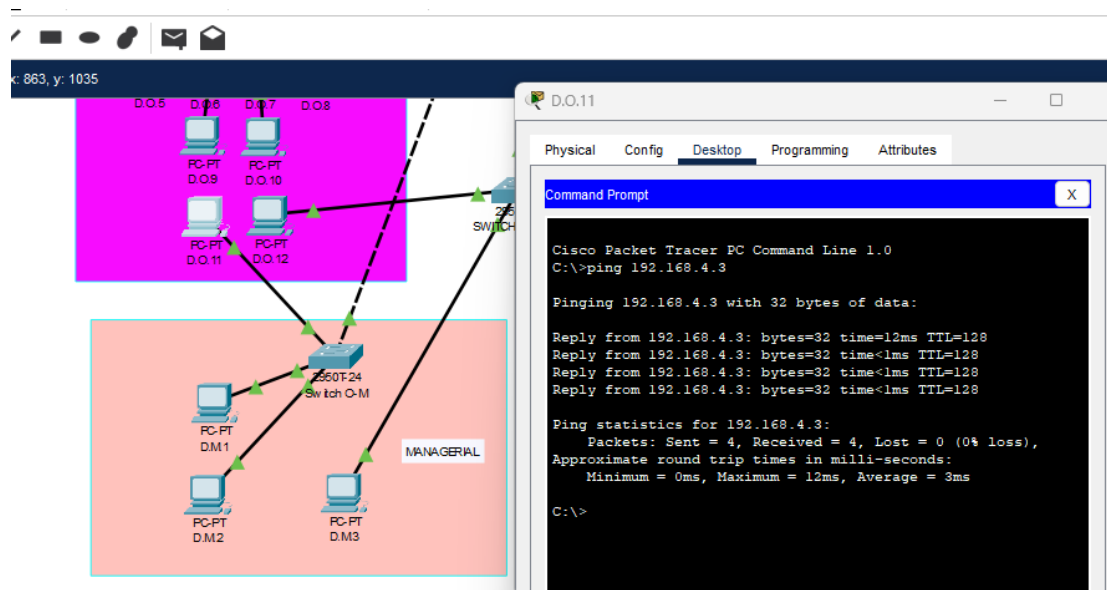 x: 863, y: 1035
D.O.5 D.O.6 D.O.7 D.O.8
PC-PT
D.O.9
PC-PT
D.O.10
PC-PT
D.O.11
PC-PT
D.O.12
295
SWITCH
2950T-24
Switch O-M
PC-PT
D.M.1
MANAGERIAL
PC-PT
D.M.2
PC-PT
D.M.3
D.O.11
Physical Config Desktop Programming Attributes
Command Prompt
X
Cisco Packet Tracer PC Command Line 1.0
C:\>ping 192.168.4.3
Pinging 192.168.4.3 with 32 bytes of data:
Reply from 192.168.4.3: bytes=32 time=12ms TTL=128
Reply from 192.168.4.3: bytes=32 time<1ms TTL=128
Reply from 192.168.4.3: bytes=32 time<1ms TTL=128
Reply from 192.168.4.3: bytes=32 time<1ms TTL=128
Ping statistics for 192.168.4.3:
Packets: Sent = 4, Received = 4, Lost = 0 (0% loss),
Approximate round trip times in milli-seconds:
Minimum = 0ms, Maximum = 12ms, Average = 3ms
C:\>